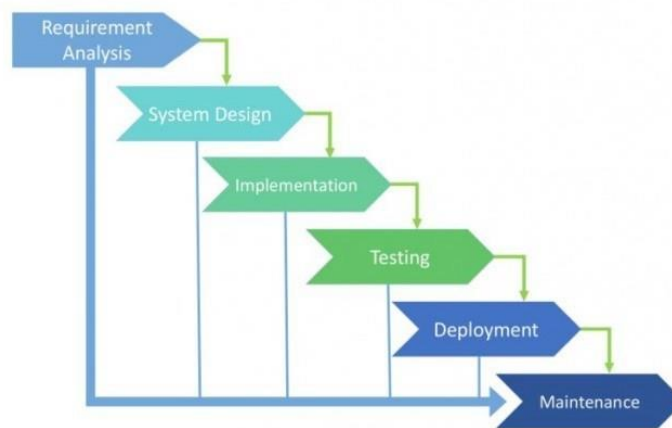 Requirement
Analysis
System Design
Implementation
Testing
Deployment
Maintenance